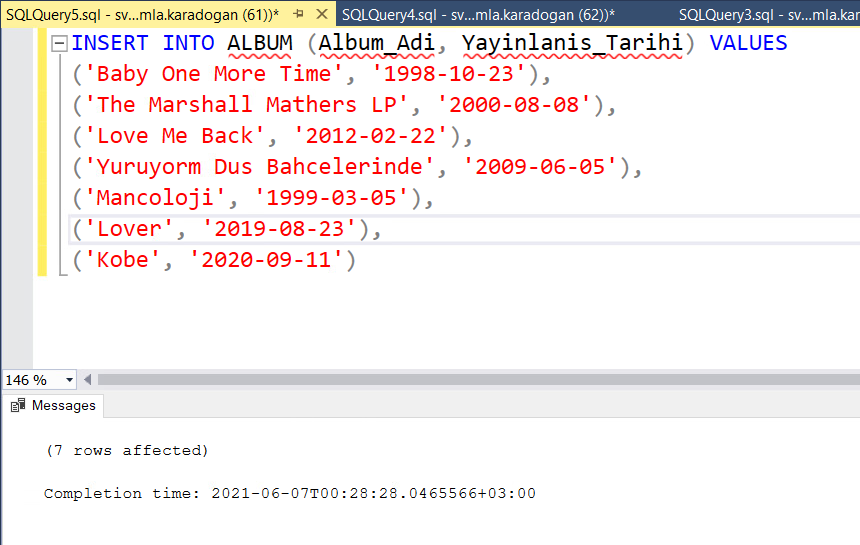 SQLQuery5.sql - sv...mla.karadogan (61))* SQLQuery4.sql - sv...mla.karadogan (62))* SQLQuery3.sql - sv...mla.kar
INSERT INTO ALBUM (Album_Adi, Yayinlanis_Tarihi) VALUES
('Baby One More Time', '1998-10-23'),
('The Marshall Mathers LP', '2000-08-08'),
('Love Me Back', '2012-02-22'),
('Yuruyorm Dus Bahcelerinde', '2009-06-05'),
('Mancoloji', '1999-03-05'),
('Lover', '2019-08-23'),
('Kobe', '2020-09-11')
146 %
Messages
(7 rows affected)
Completion time: 2021-06-07T00:28:28.0465566+03:00